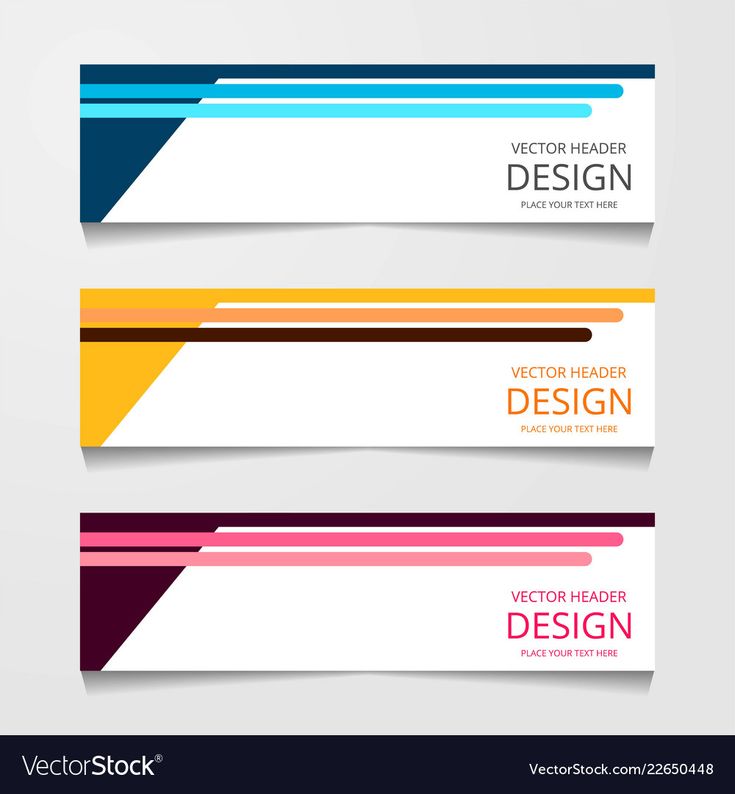 VECTOR HEADER
DESIGN
PLACE YOUR TEXT HERE
VECTOR HEADER
DESIGN
PLACE YOUR TEXT HERE
VECTOR HEADER
DESIGN
PLACE YOUR TEXT HERE
VectorStock®
VectorStock.com/22650448